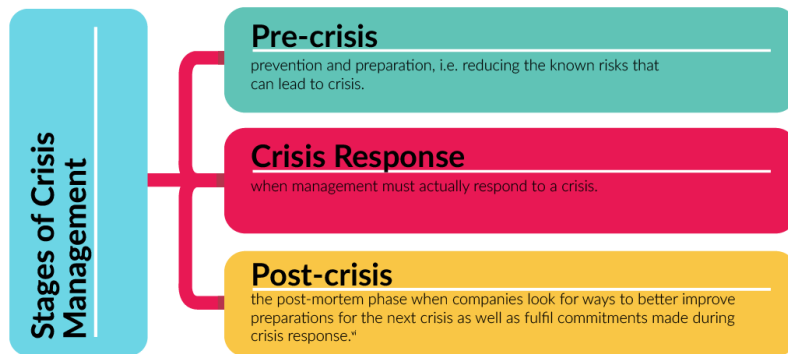 Stages of Crisis
Management
Pre-crisis
prevention and preparation, i.e. reducing the known risks that
can lead to crisis.
Crisis Response
when management must actually respond to a crisis.
Post-crisis
the post-mortem phase when companies look for ways to better improve
preparations for the next crisis as well as fulfil commitments made during
crisis response.ᵛⁱ